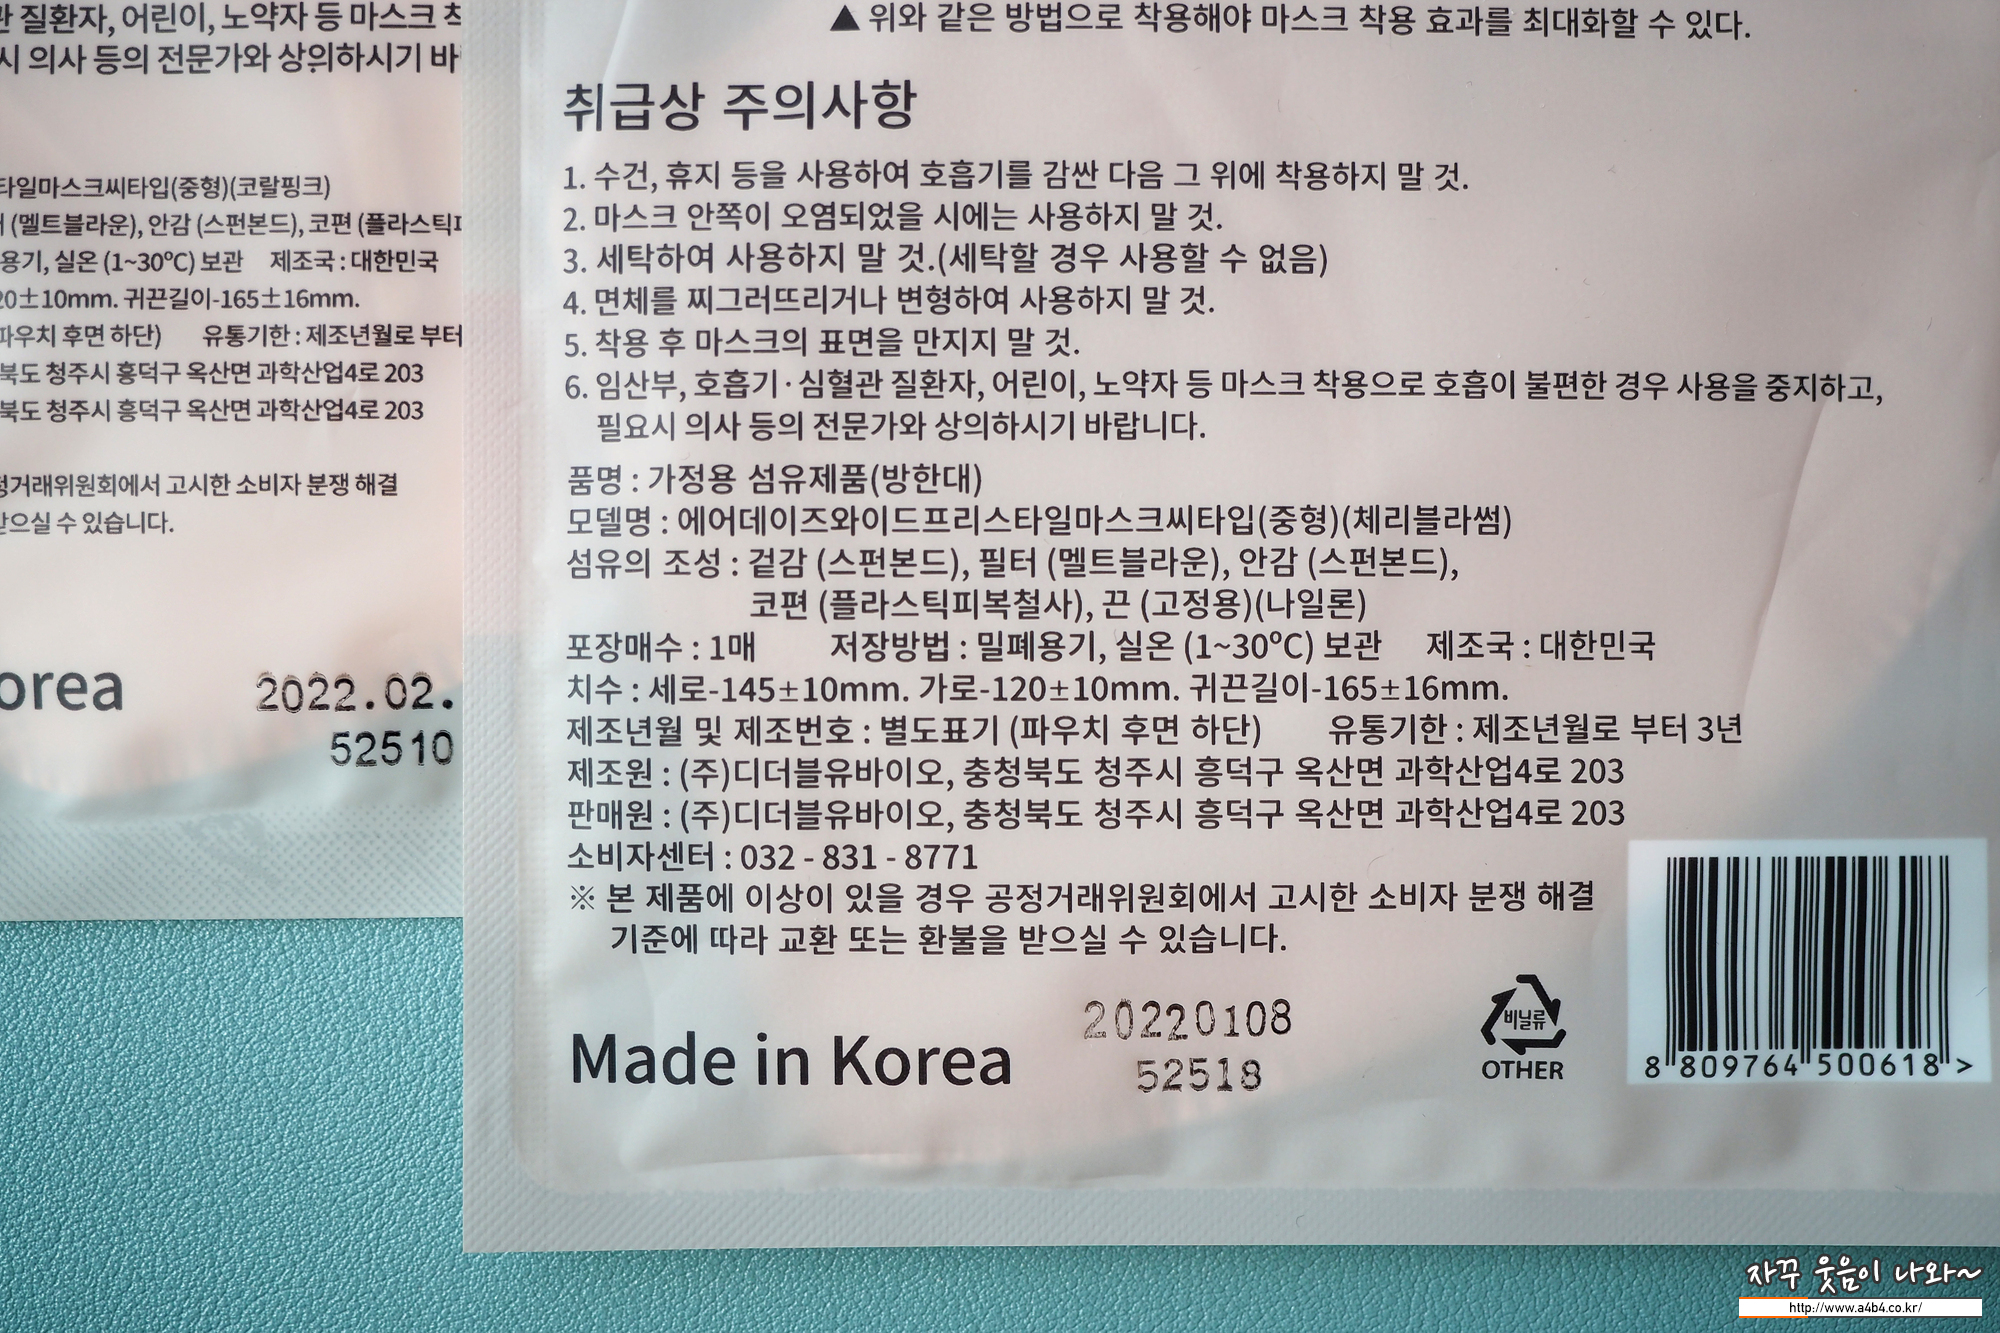 질환자, 어린이, 노약자 등 마스크
시 의사 등의 전문가와 상의하시기 바
타일마스크씨타입(중형)(코랄핑크)
(멜트블라운), 안감 (스펀본드), 코편 (플라스틱피
용기, 실온 (1~30ºC) 보관 제조국 : 대한민국
20±10mm. 귀끈길이-165±16mm.
파우치 후면 하단) 유통기한 : 제조년월로 부터
북도 청주시 흥덕구 옥산면 과학산업4로 203
북도 청주시 흥덕구 옥산면 과학산업4로 203
정거래위원회에서 고시한 소비자 분쟁 해결
받으실 수 있습니다.
orea
2022.02.
52510
▲ 위와 같은 방법으로 착용해야 마스크 착용 효과를 최대화할 수 있다.
취급상 주의사항
1. 수건, 휴지 등을 사용하여 호흡기를 감싼 다음 그 위에 착용하지 말 것.
2. 마스크 안쪽이 오염되었을 시에는 사용하지 말 것.
3. 세탁하여 사용하지 말 것.(세탁할 경우 사용할 수 없음)
4. 면체를 찌그러뜨리거나 변형하여 사용하지 말 것.
5. 착용 후 마스크의 표면을 만지지 말 것.
6. 임산부, 호흡기·심혈관 질환자, 어린이, 노약자 등 마스크 착용으로 호흡이 불편한 경우 사용을 중지하고,
필요시 의사 등의 전문가와 상의하시기 바랍니다.
품명 : 가정용 섬유제품(방한대)
모델명 : 에어데이즈와이드프리스타일마스크씨타입(중형)(체리블라썸)
섬유의 조성 : 겉감 (스펀본드), 필터 (멜트블라운), 안감 (스펀본드),
코편 (플라스틱피복철사), 끈 (고정용)(나일론)
포장매수 : 1매 저장방법 : 밀폐용기, 실온 (1~30ºC) 보관 제조국 : 대한민국
치수 : 세로-145±10mm. 가로-120±10mm. 귀끈길이-165±16mm.
제조년월 및 제조번호 : 별도표기 (파우치 후면 하단) 유통기한 : 제조년월로 부터 3년
제조원 : (주)디더블유바이오, 충청북도 청주시 흥덕구 옥산면 과학산업4로 203
판매원 : (주)디더블유바이오, 충청북도 청주시 흥덕구 옥산면 과학산업4로 203
소비자센터 : 032 - 831 - 8771
※ 본 제품에 이상이 있을 경우 공정거래위원회에서 고시한 소비자 분쟁 해결
기준에 따라 교환 또는 환불을 받으실 수 있습니다.
Made in Korea
20220108
52518
비닐류
OTHER
8 809764 500618 >
자꾸 웃음이 나와~
http://www.a4b4.co.kr/